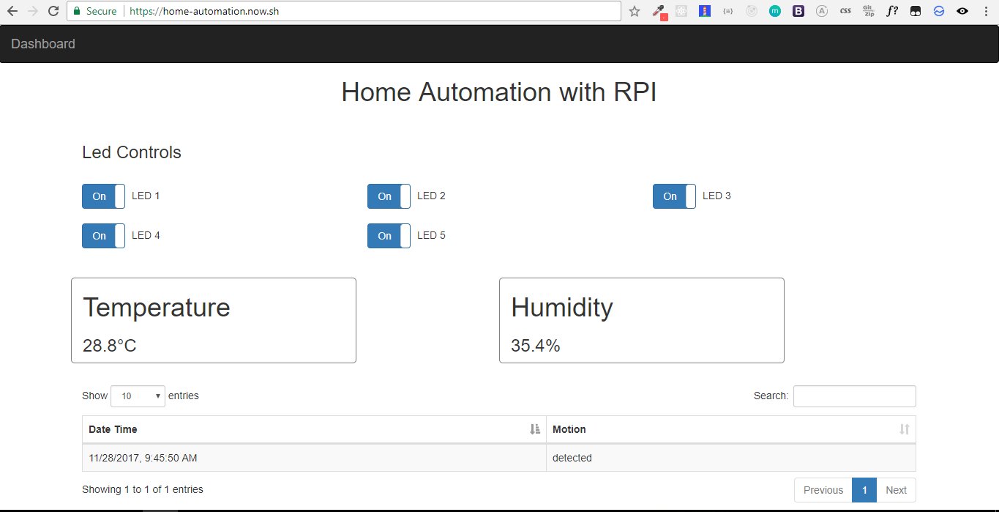 Secure https://home-automation.now.sh
m B A CSS Git Zip f?
Dashboard
Home Automation with RPI
Led Controls
On LED 1 On LED 2 On LED 3
On LED 4 On LED 5
Temperature Humidity
28.8°C 35.4%
Show 10 entries Search:
Date Time Motion
11/28/2017, 9:45:50 AM detected
Showing 1 to 1 of 1 entries Previous 1 Next